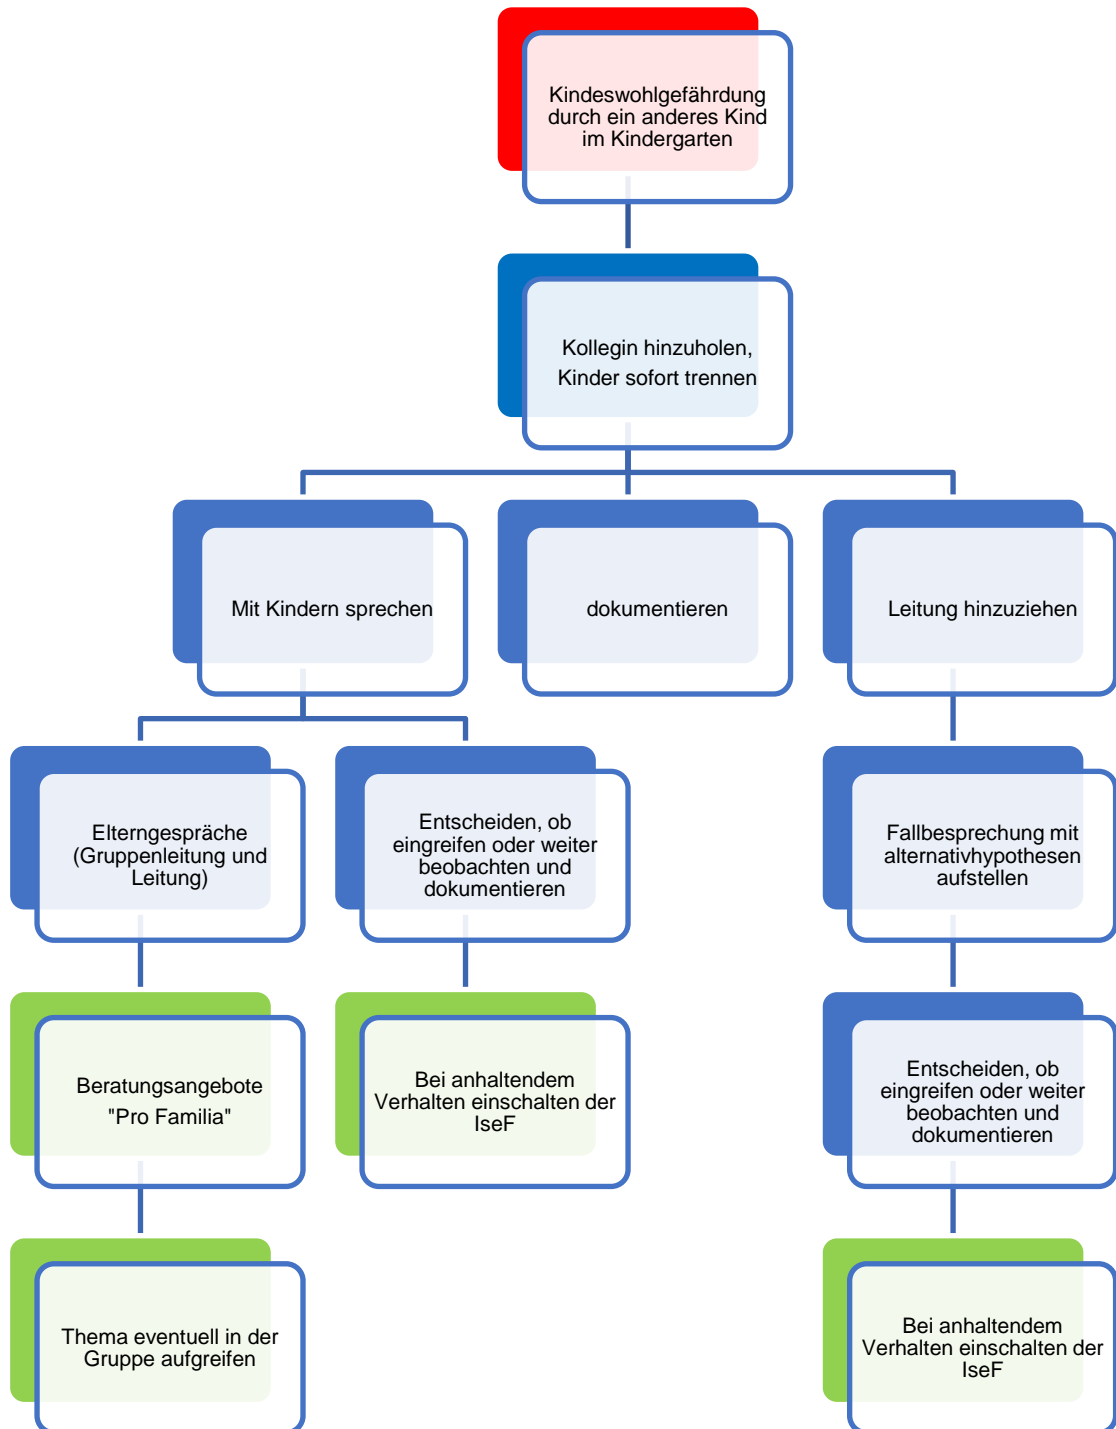 Kindeswohlgefährdung
durch ein anderes Kind
im Kindergarten
Kollegin hinzuholen,
Kinder sofort trennen
Mit Kindern sprechen
dokumentieren
Leitung hinzuziehen
Elterngespräche
(Gruppenleitung und
Leitung)
Entscheiden, ob
eingreifen oder weiter
beobachten und
dokumentieren
Fallbesprechung mit
alternativhypothesen
aufstellen
Beratungsangebote
"Pro Familia"
Bei anhaltendem
Verhalten einschalten der
IseF
Entscheiden, ob
eingreifen oder weiter
beobachten und
dokumentieren
Thema eventuell in der
Gruppe aufgreifen
Bei anhaltendem
Verhalten einschalten der
IseF